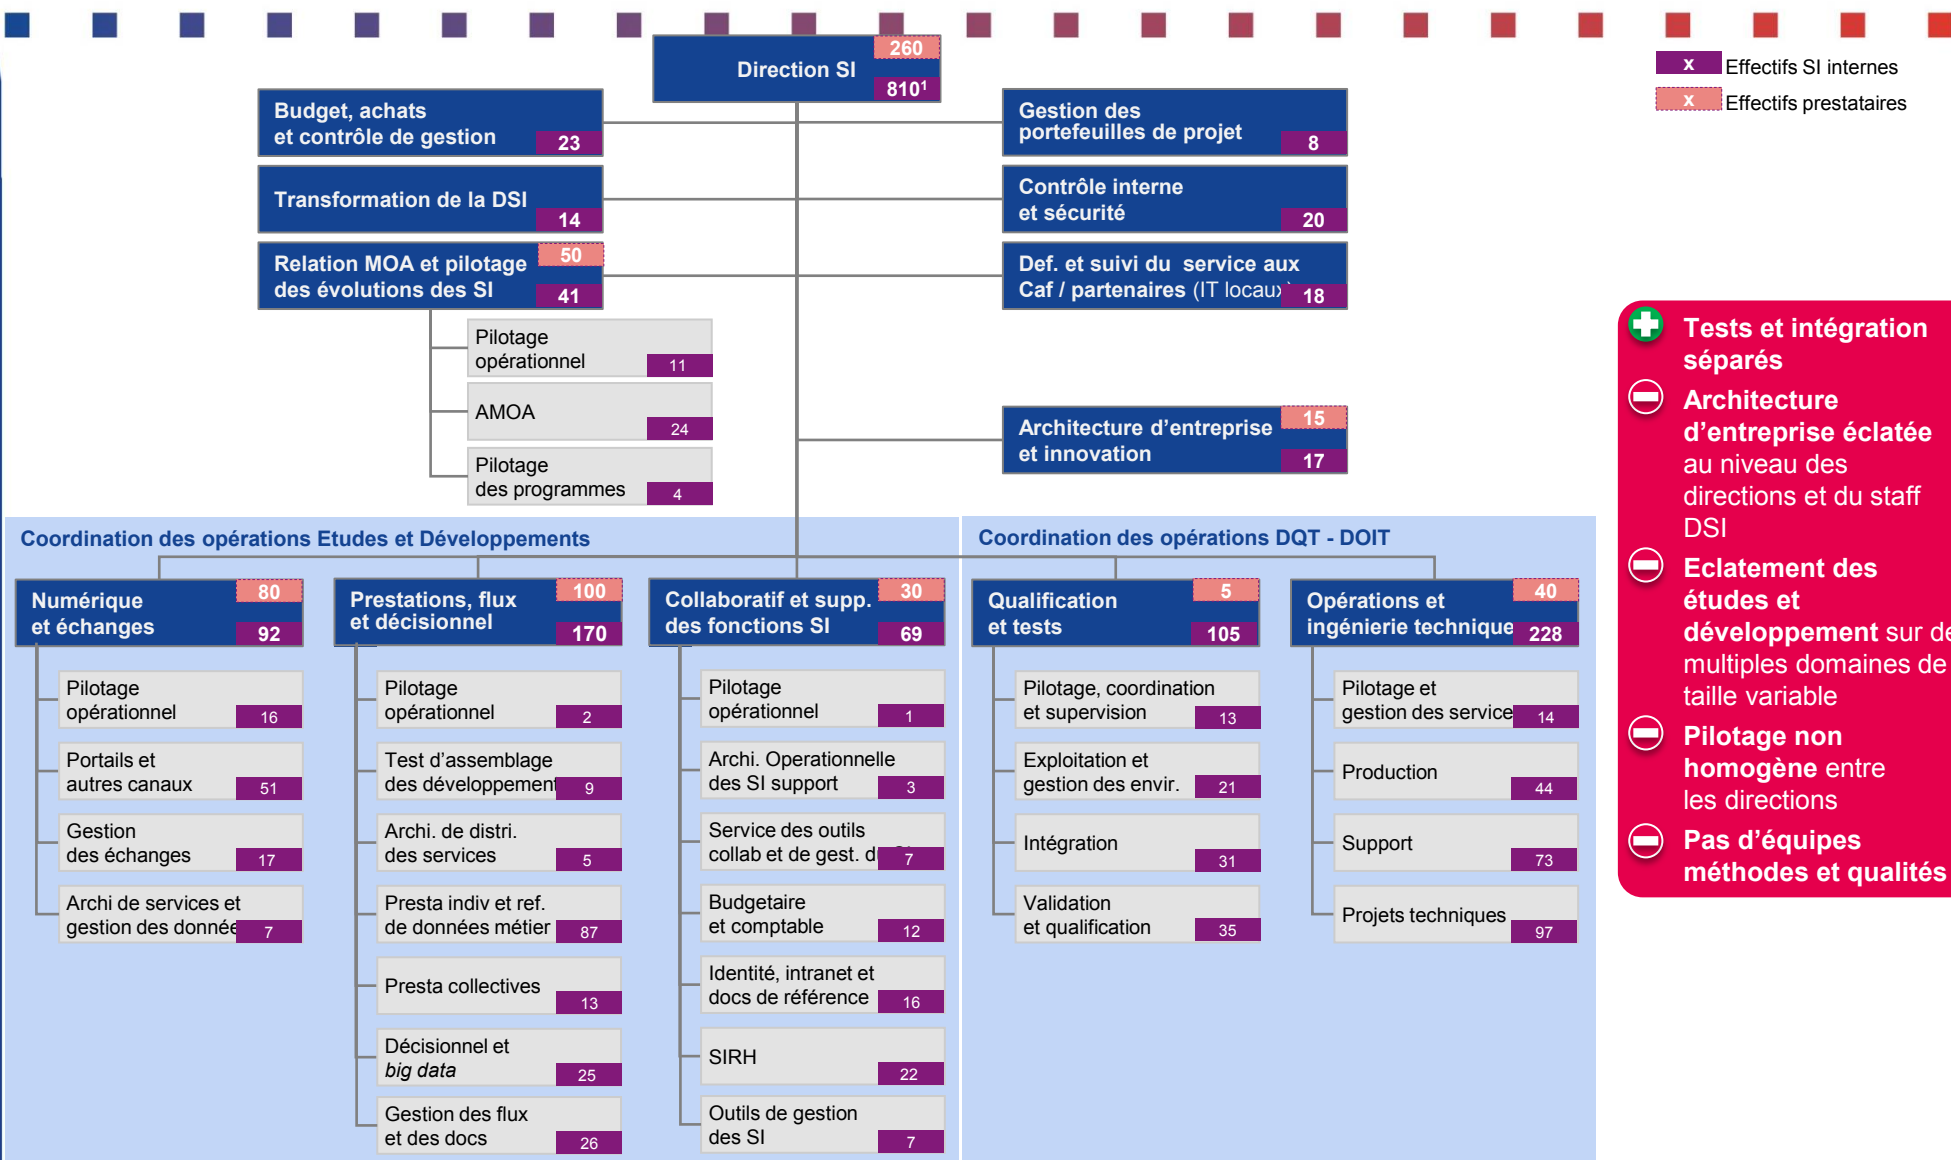 Direction SI
260
810¹
x Effectifs SI internes
x Effectifs prestataires
Budget, achats
et contrôle de gestion
23
Gestion des
portefeuilles de projet
8
Transformation de la DSI
14
Contrôle interne
et sécurité
20
Relation MOA et pilotage
des évolutions des SI
50
41
Def. et suivi du service aux
Caf / partenaires (IT locaux)
18
Pilotage
opérationnel
11
AMOA
24
Pilotage
des programmes
4
Architecture d’entreprise
et innovation
15
17
Coordination des opérations Etudes et Développements
Numérique
et échanges
80
92
Pilotage
opérationnel
16
Portails et
autres canaux
51
Gestion
des échanges
17
Archi de services et
gestion des donnée
7
Prestations, flux
et décisionnel
100
170
Pilotage
opérationnel
2
Test d’assemblage
des développement
9
Archi. de distri.
des services
5
Presta indiv et ref.
de données métier
87
Presta collectives
13
Décisionnel et
big data
25
Gestion des flux
et des docs
26
Collaboratif et supp.
des fonctions SI
30
69
Pilotage
opérationnel
1
Archi. Operationnelle
des SI support
3
Service des outils
collab et de gest.
7
Budgetaire
et comptable
12
Identité, intranet et
docs de référence
16
SIRH
22
Outils de gestion
des SI
7
Coordination des opérations DQT - DOIT
Qualification
et tests
5
105
Pilotage, coordination
et supervision
13
Exploitation et
gestion des envir.
21
Intégration
31
Validation
et qualification
35
Opérations et
ingénierie technique
40
228
Pilotage et
gestion des service
14
Production
44
Support
73
Projets techniques
97
Tests et intégration
séparés
Architecture
d’entreprise éclatée
au niveau des
directions et du staff
DSI
Eclatement des
études et
développement sur de
multiples domaines de
taille variable
Pilotage non
homogène entre
les directions
Pas d’équipes
méthodes et qualités